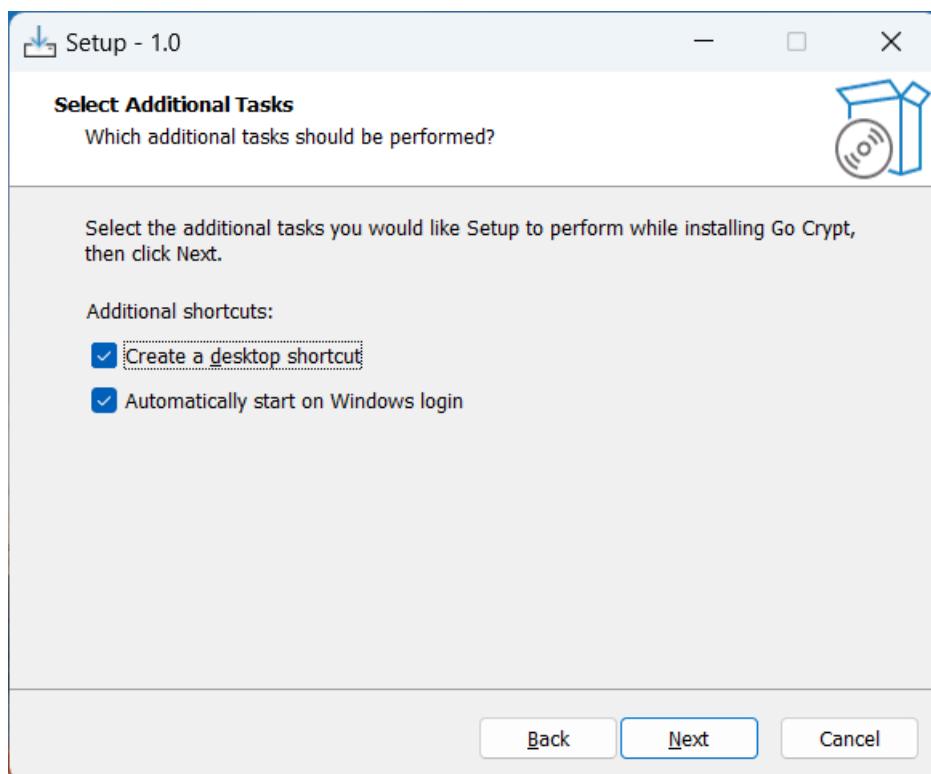 Setup - 1.0
Select Additional Tasks
Which additional tasks should be performed?
Select the additional tasks you would like Setup to perform while installing Go Crypt,
then click Next.
Additional shortcuts:
Create a desktop shortcut
Automatically start on Windows login
Back
Next
Cancel